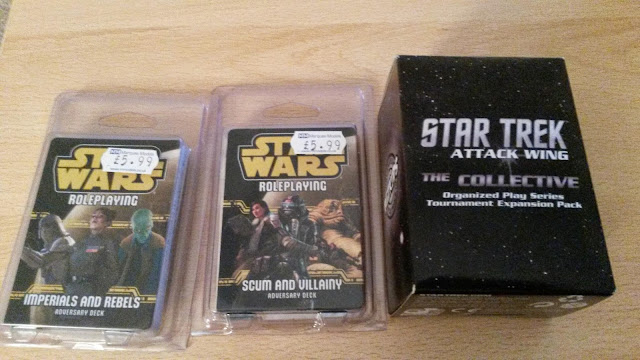 £5.99
STAR
WARS
ROLEPLAYING
IMPERIALS AND REBELS
ADVERSARY DECK
£5.99
STAR
WARS
ROLEPLAYING
SCUM AND VILLAINY
ADVERSARY DECK
STAR TREK
ATTACK WING
THE COLLECTIVE
Organized Play Series
Tournament Expansion Pack